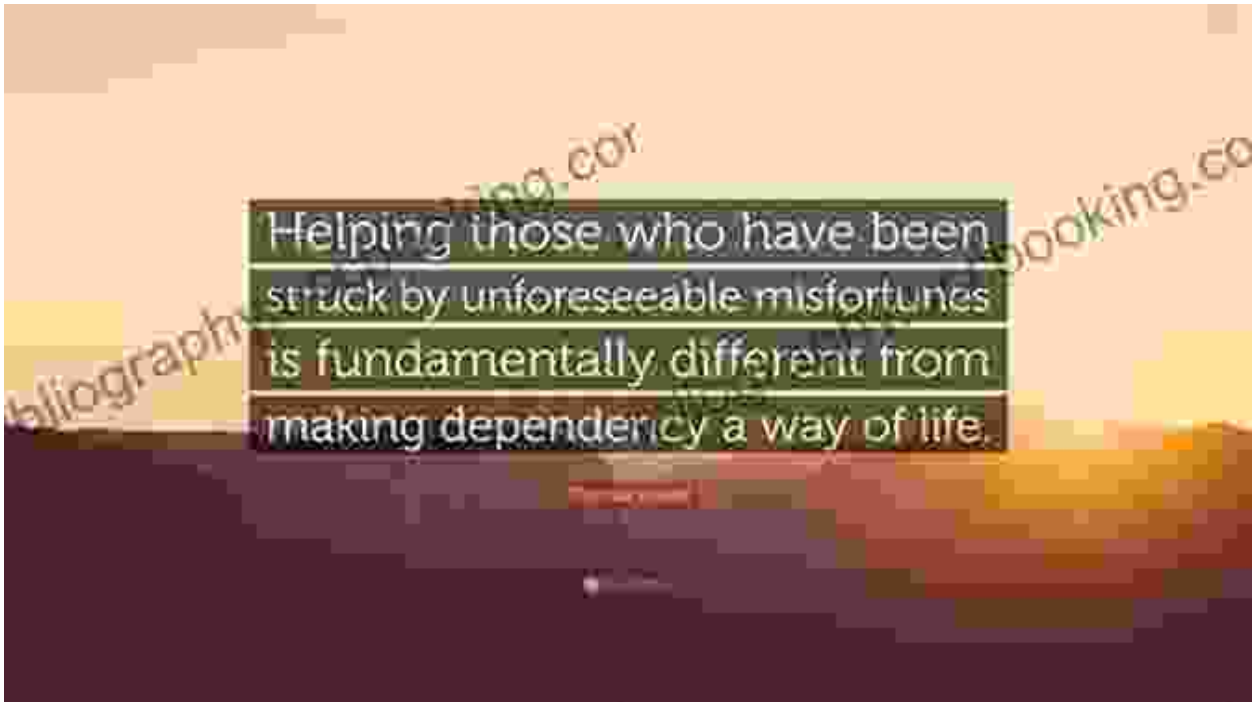 Helping those who have been
struck by unforeseeable misfortunes
is fundamentally different from
making dependency a way of life.